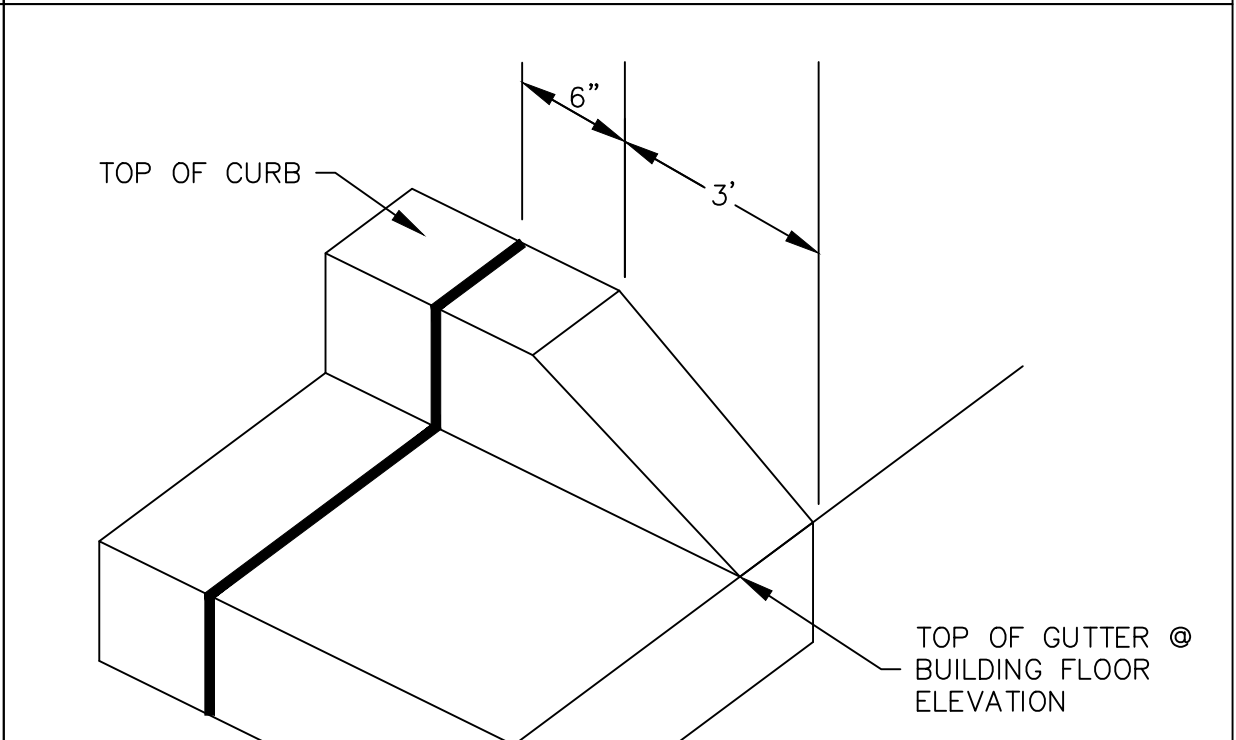 6”
3’
TOP OF CURB
TOP OF GUTTER @
BUILDING FLOOR
ELEVATION